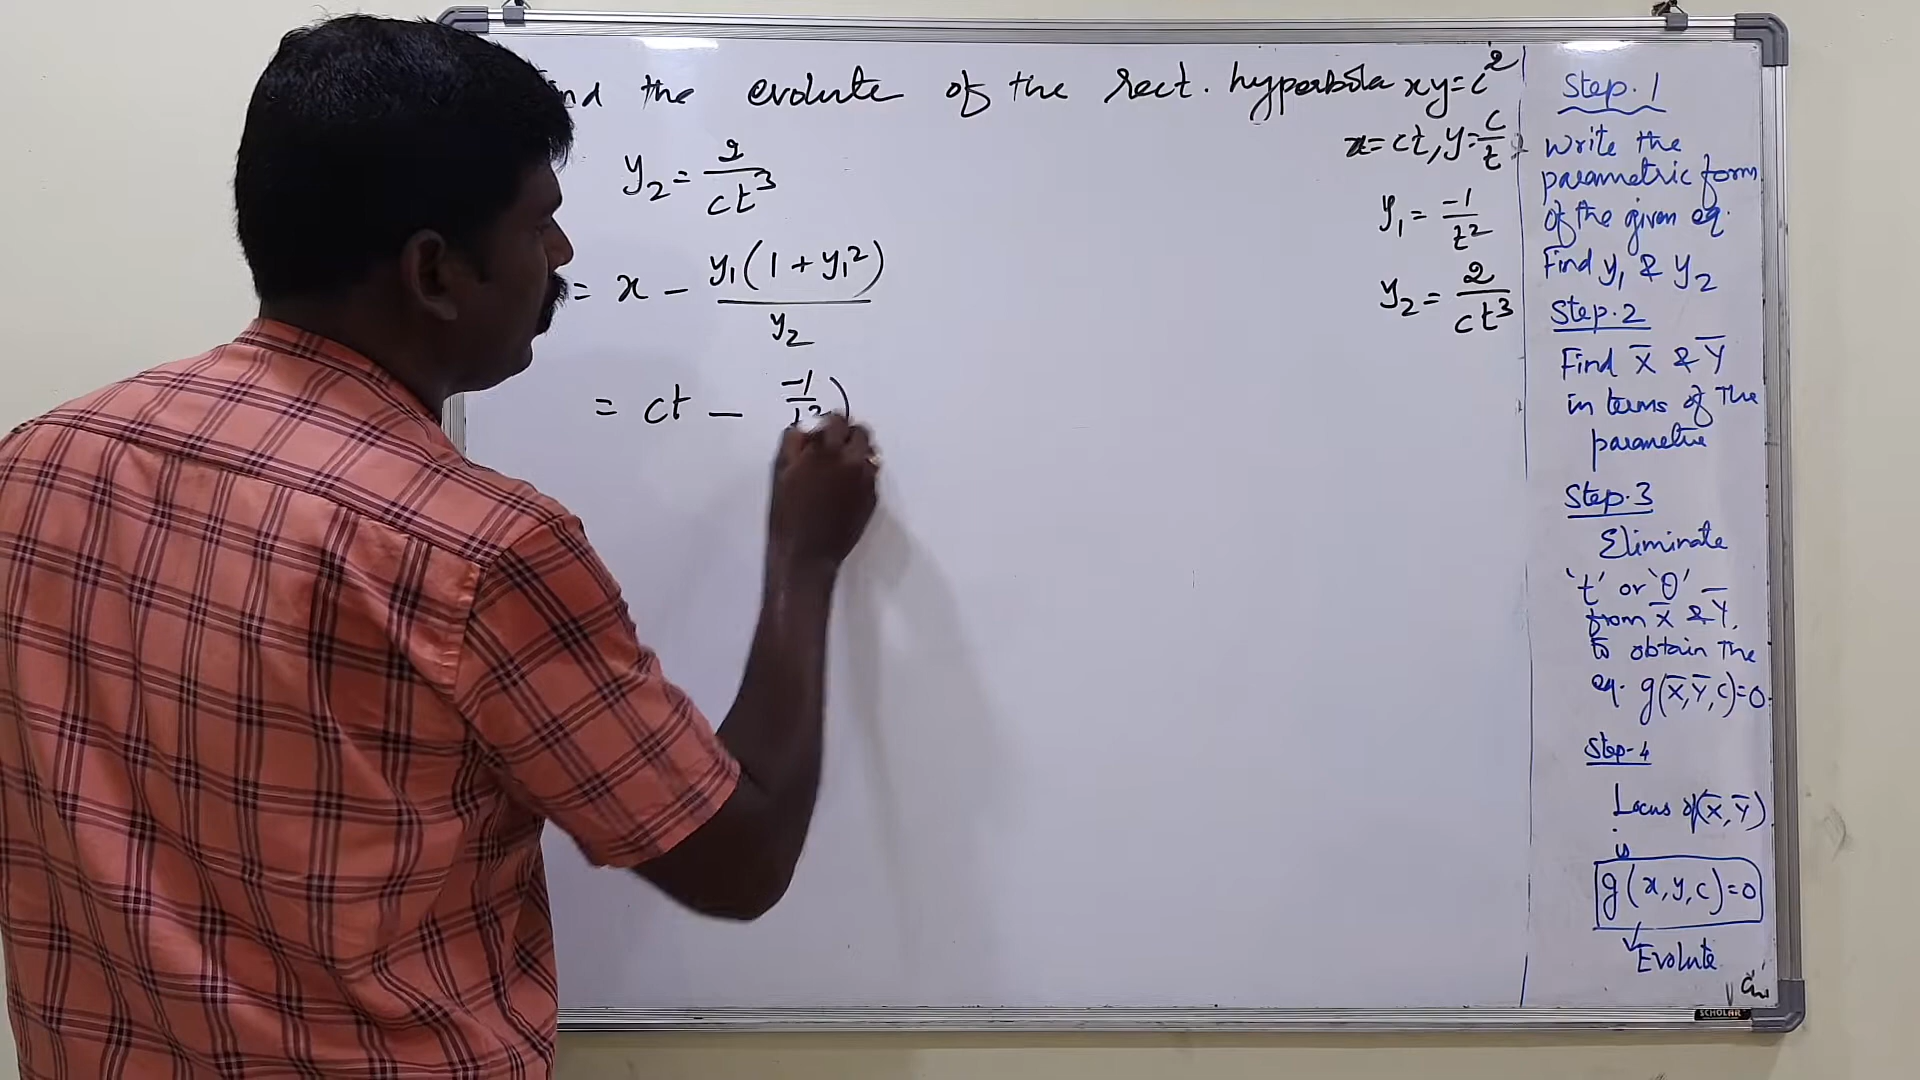 nd the evolute of the rect. hyperbola xy=c²
x=ct, y=c/t
y₂ = 2/ct³
y₁ = -1/t²
= x - y₁(1+y₁²)/y₂
y₂ = 2/ct³
= ct - -1/t²)
Step.1
Write the
parametric form
of the given eq.
Find y₁ & y₂
Step.2
Find X̅ & Y̅
in terms of The
parameter
Step.3
Eliminate
't' or 'θ'
from X̅ & Y̅,
to obtain The
eq. g(X̅,Y̅,c)=0.
Step-4
Locus of (X̅,Y̅)
is
g(x,y,c)=0
Evolute
SCHOLAR